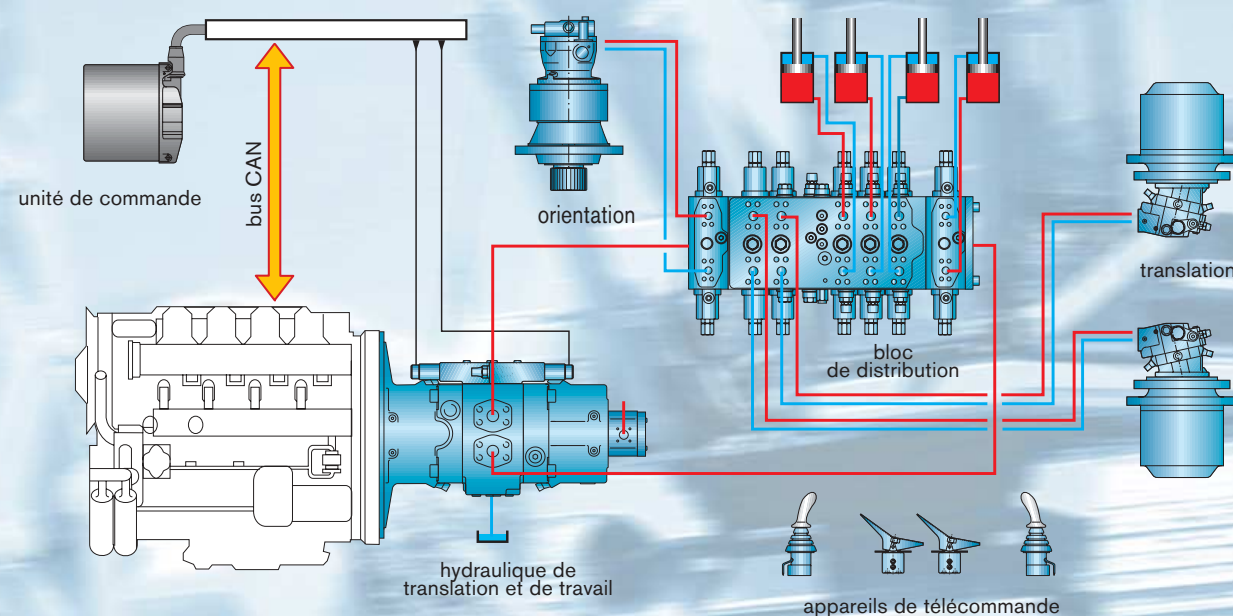 unité de commande
bus CAN
orientation
translation
bloc
de distribution
hydraulique de
translation et de travail
appareils de télécommande